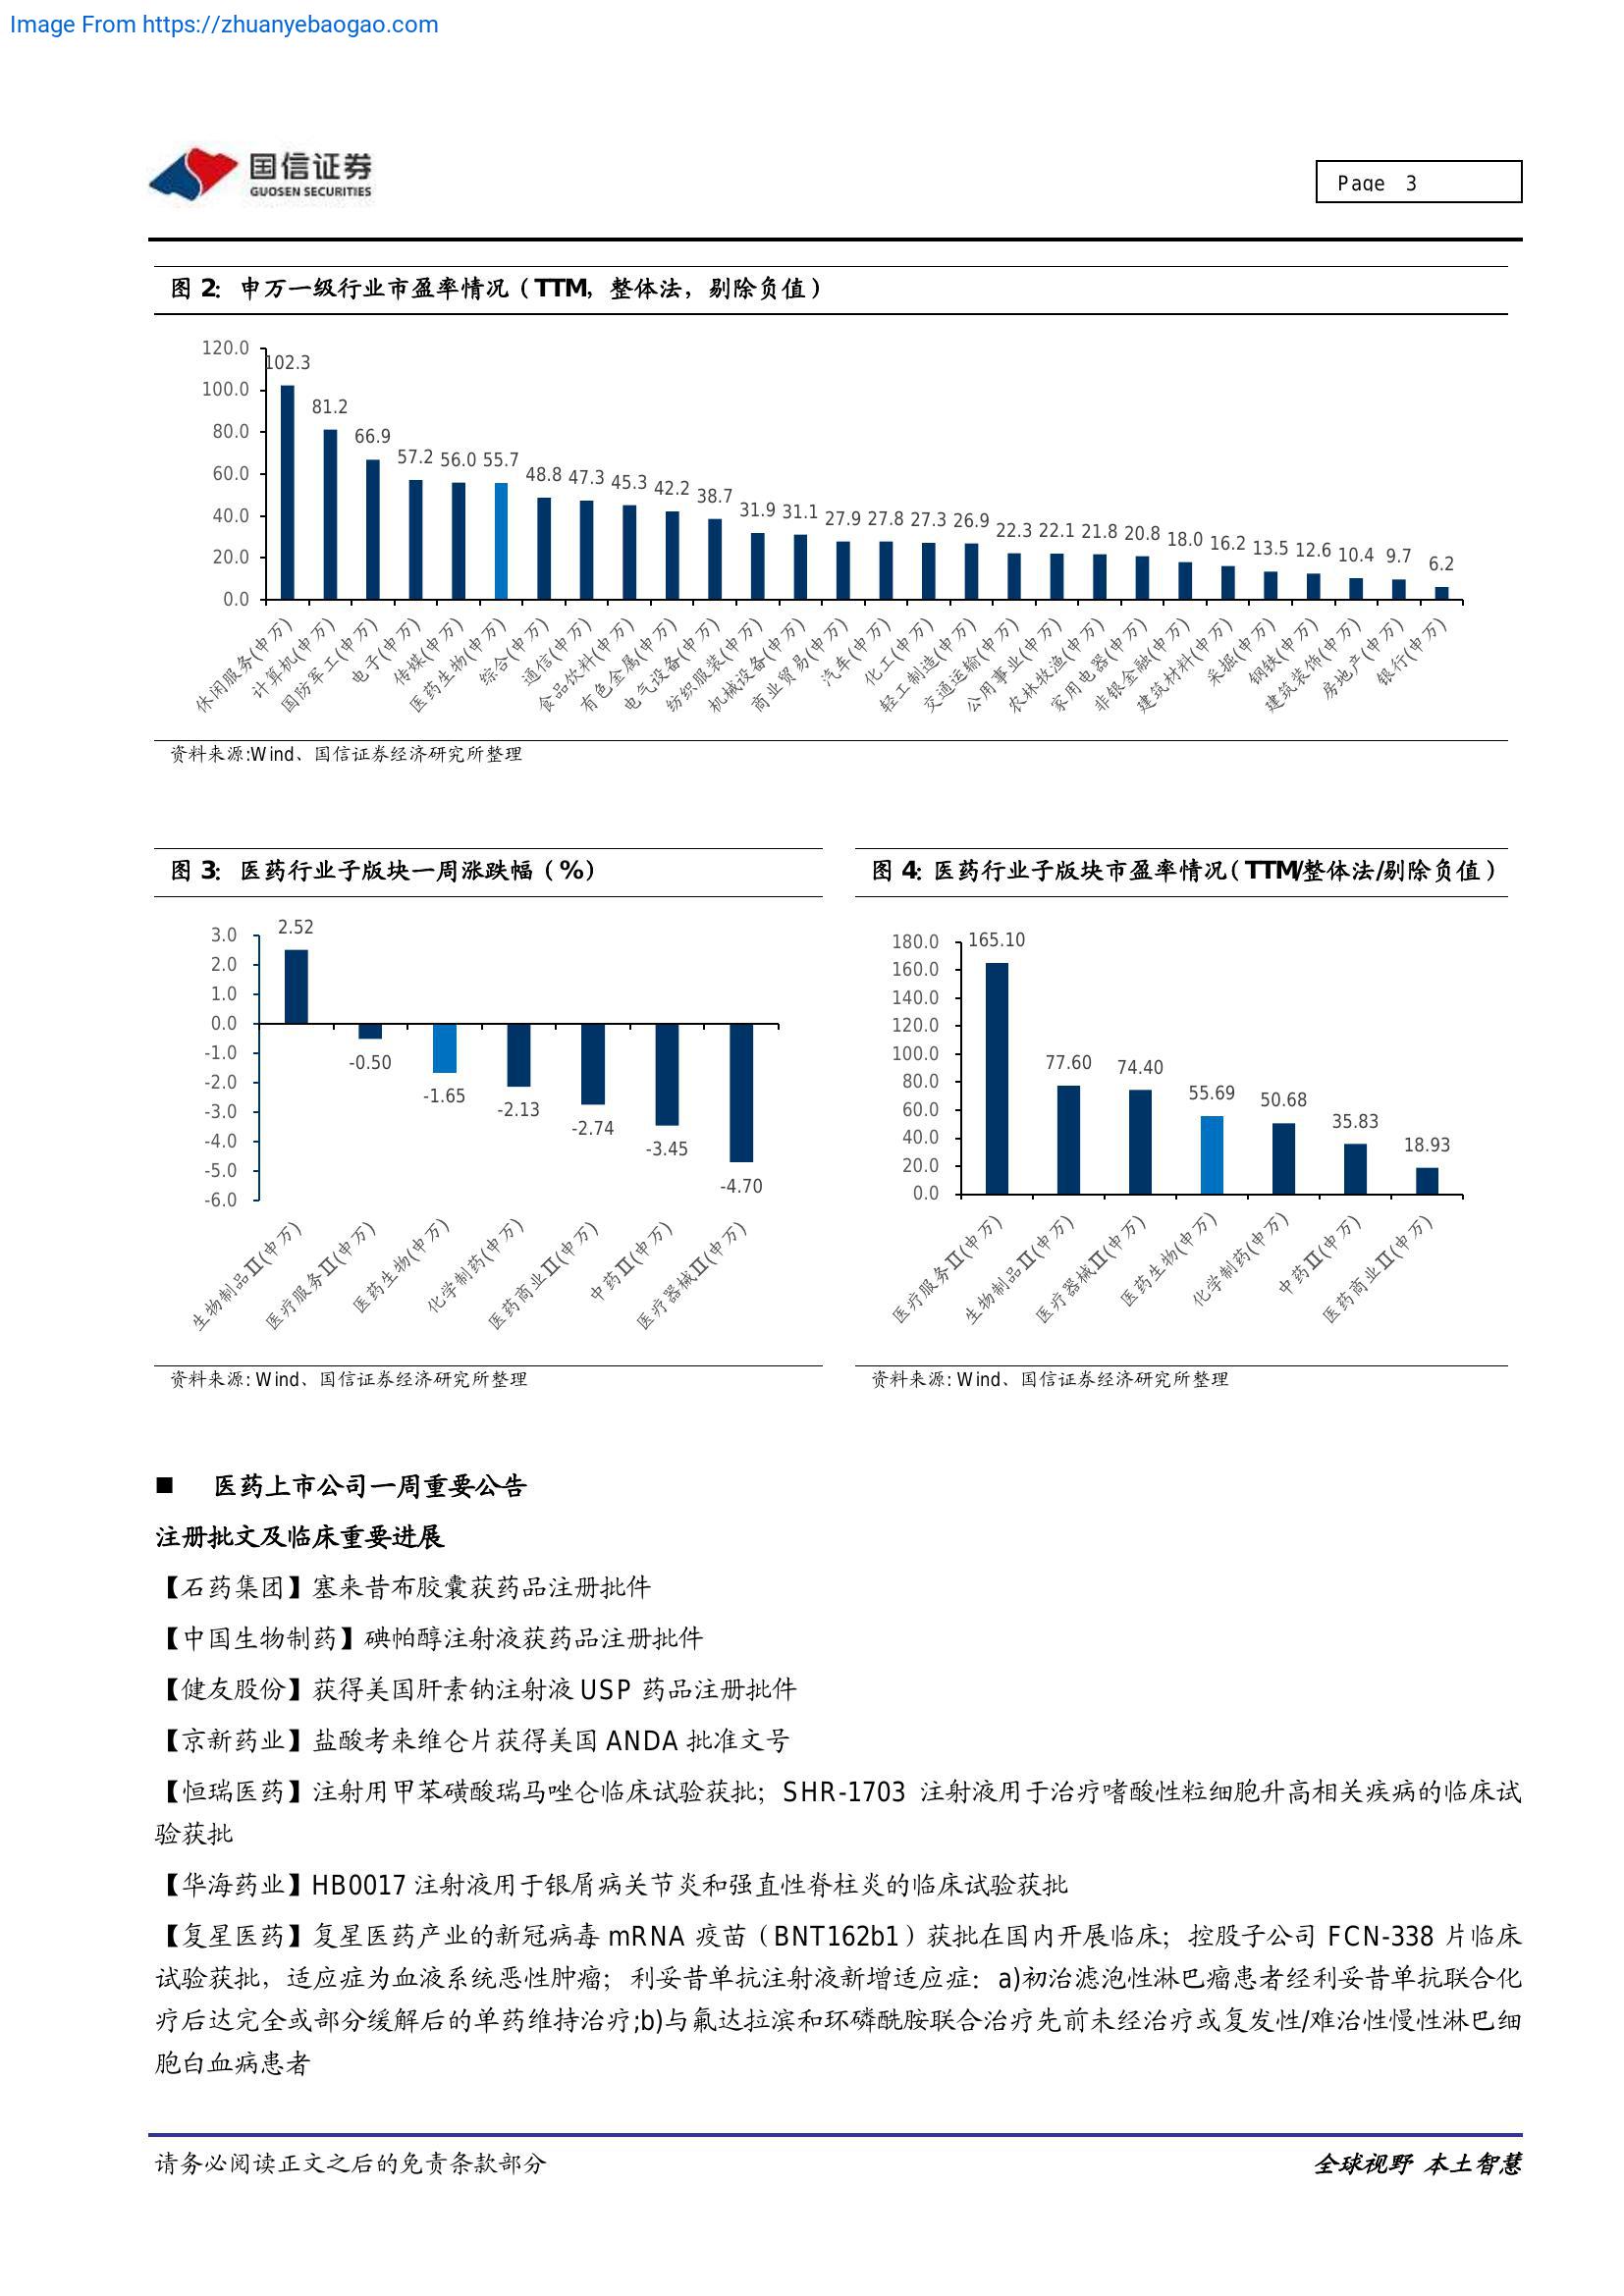 Image From https://zhuanyebaogao.com
国信证券
GUOSEN SECURITIES
Page 3
图 2: 申万一级行业市盈率情况（TTM, 整体法，剔除负值）
120.0
100.0
80.0
60.0
40.0
20.0
0.0
102.3 81.2 66.9 57.2 56.0 55.7 48.8 47.3 45.3 42.2 38.7 31.9 31.1 27.9 27.8 27.3 26.9 22.3 22.1 21.8 20.8 18.0 16.2 13.5 12.6 10.4 9.7 6.2
休闲服务(申万) 计算机(申万) 国防军工(申万) 电子(申万) 传媒(申万) 医药生物(申万) 综合(申万) 通信(申万) 食品饮料(申万) 有色金属(申万) 电气设备(申万) 纺织服装(申万) 机械设备(申万) 商业贸易(申万) 汽车(申万) 化工(申万) 轻工制造(申万) 交通运输(申万) 公用事业(申万) 农林牧渔(申万) 家用电器(申万) 非银金融(申万) 建筑材料(申万) 采掘(申万) 钢铁(申万) 建筑装饰(申万) 房地产(申万) 银行(申万)
资料来源:Wind、国信证券经济研究所整理
图 3: 医药行业子版块一周涨跌幅（%）
3.0
2.0
1.0
0.0
-1.0
-2.0
-3.0
-4.0
-5.0
-6.0
2.52 -0.50 -1.65 -2.13 -2.74 -3.45 -4.70
生物制品Ⅱ(申万) 医疗服务Ⅱ(申万) 医药生物(申万) 化学制药(申万) 医药商业Ⅱ(申万) 中药Ⅱ(申万) 医疗器械Ⅱ(申万)
资料来源: Wind、国信证券经济研究所整理
图 4: 医药行业子版块市盈率情况（TTM/整体法/剔除负值）
180.0
160.0
140.0
120.0
100.0
80.0
60.0
40.0
20.0
0.0
165.10 77.60 74.40 55.69 50.68 35.83 18.93
医疗服务Ⅱ(申万) 生物制品Ⅱ(申万) 医疗器械Ⅱ(申万) 医药生物(申万) 化学制药(申万) 中药Ⅱ(申万) 医药商业Ⅱ(申万)
资料来源: Wind、国信证券经济研究所整理
■ 医药上市公司一周重要公告
注册批文及临床重要进展
【石药集团】塞来昔布胶囊获药品注册批件
【中国生物制药】碘帕醇注射液获药品注册批件
【健友股份】获得美国肝素钠注射液 USP 药品注册批件
【京新药业】盐酸考来维仑片获得美国 ANDA 批准文号
【恒瑞医药】注射用甲苯磺酸瑞马唑仑临床试验获批；SHR-1703 注射液用于治疗嗜酸性粒细胞升高相关疾病的临床试
验获批
【华海药业】HB0017 注射液用于银屑病关节炎和强直性脊柱炎的临床试验获批
【复星医药】复星医药产业的新冠病毒 mRNA 疫苗（BNT162b1）获批在国内开展临床；控股子公司 FCN-338 片临床
试验获批，适应症为血液系统恶性肿瘤；利妥昔单抗注射液新增适应症：a)初治滤泡性淋巴瘤患者经利妥昔单抗联合化
疗后达完全或部分缓解后的单药维持治疗;b)与氟达拉滨和环磷酰胺联合治疗先前未经治疗或复发性/难治性慢性淋巴细
胞白血病患者
请务必阅读正文之后的免责条款部分
全球视野 本土智慧